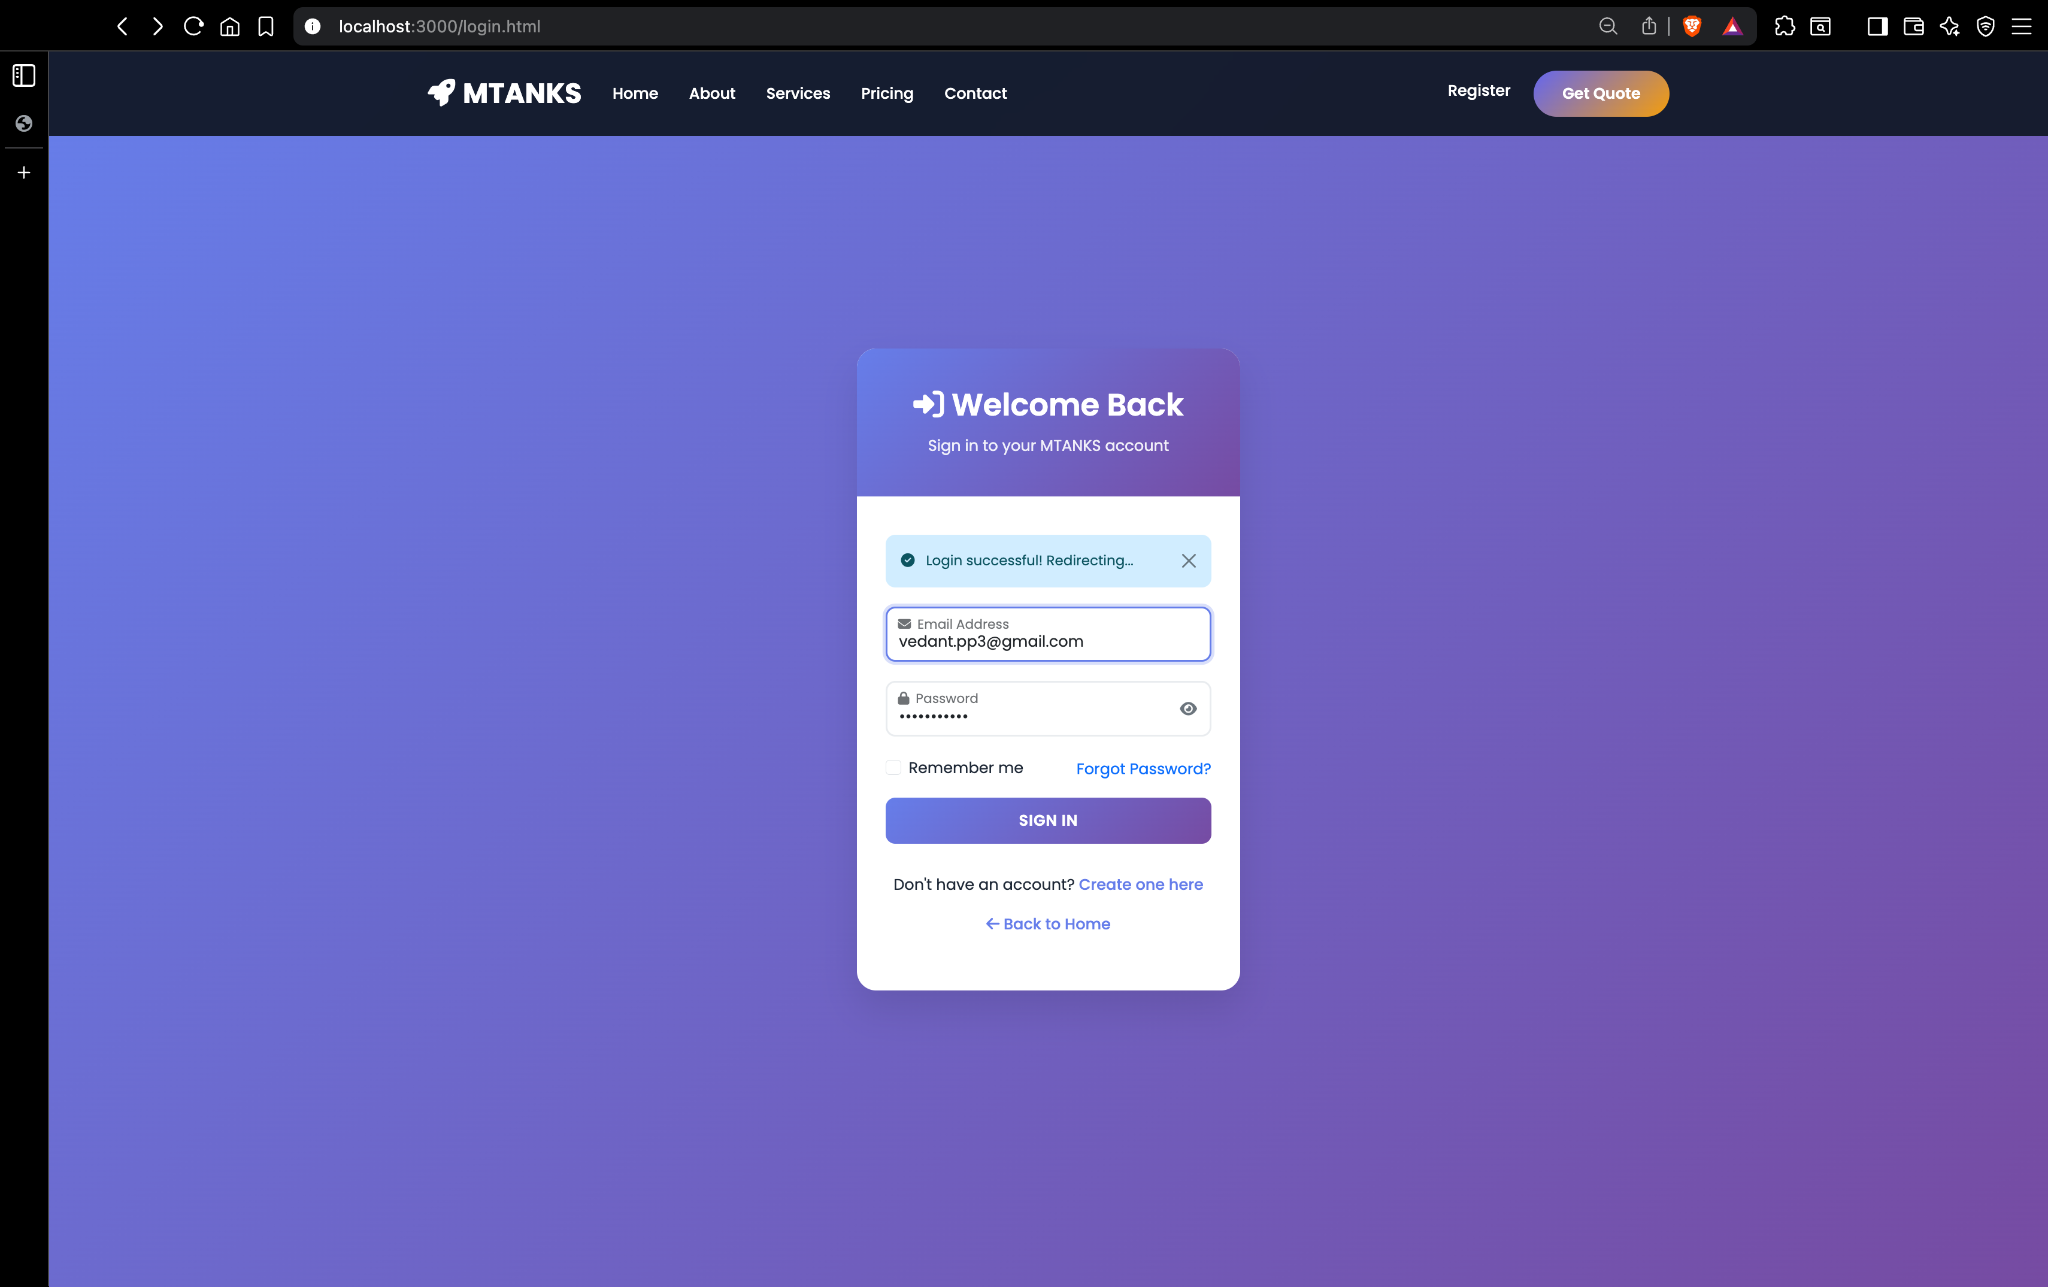 localhost:3000/login.html
MTANKS Home About Services Pricing Contact Register Get Quote
Welcome Back
Sign in to your MTANKS account
Login successful! Redirecting...
Email Address
vedant.pp3@gmail.com
Password
•••••••••••
Remember me Forgot Password?
SIGN IN
Don't have an account? Create one here
Back to Home